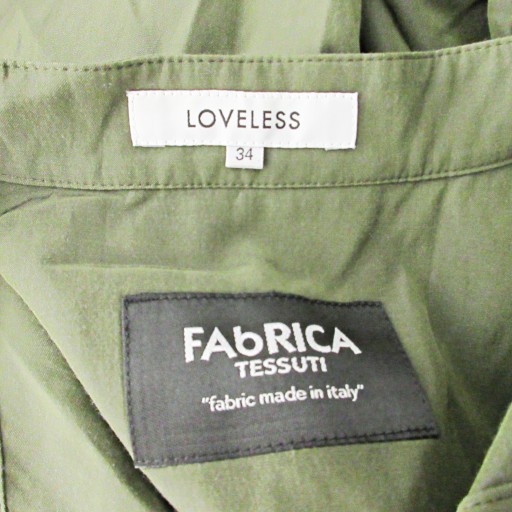 LOVELESS
34
FAbRICA
TESSUTI
"fabric made in italy"